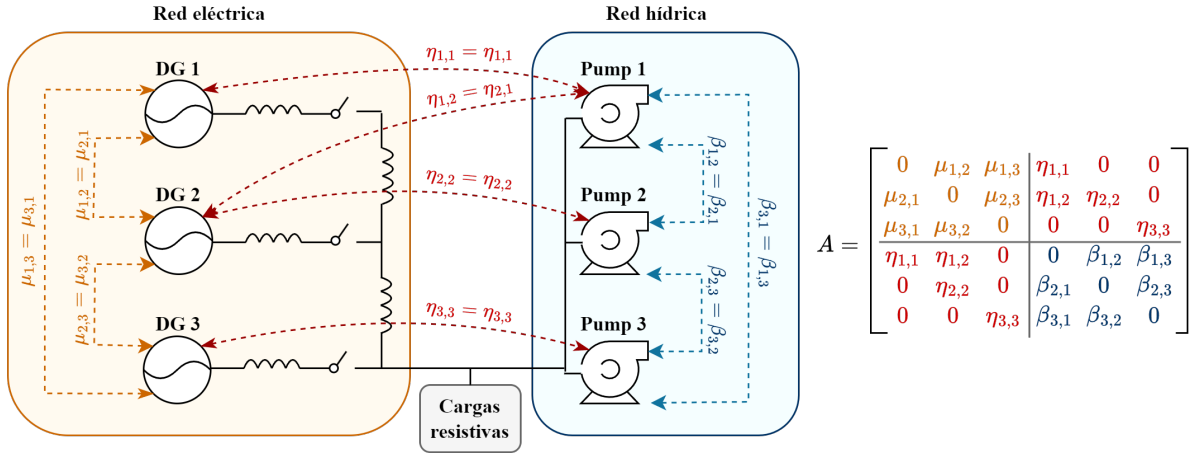 Red eléctrica
Red hídrica
DG 1
DG 2
DG 3
Pump 1
Pump 2
Pump 3
η₁,₁ = η₁,₁
η₁,₂ = η₂,₁
η₂,₂ = η₂,₂
η₃,₃ = η₃,₃
μ₁,₃ = μ₃,₁
μ₁,₂ = μ₂,₁
μ₂,₃ = μ₃,₂
β₁,₂ = β₂,₁
β₂,₃ = β₃,₂
β₃,₁ = β₁,₃
Cargas
resistivas
A =
0 μ₁,₂ μ₁,₃ η₁,₁ 0 0
μ₂,₁ 0 μ₂,₃ η₁,₂ η₂,₂ 0
μ₃,₁ μ₃,₂ 0 0 0 η₃,₃
η₁,₁ η₁,₂ 0 0 β₁,₂ β₁,₃
0 η₂,₂ 0 β₂,₁ 0 β₂,₃
0 0 η₃,₃ β₃,₁ β₃,₂ 0